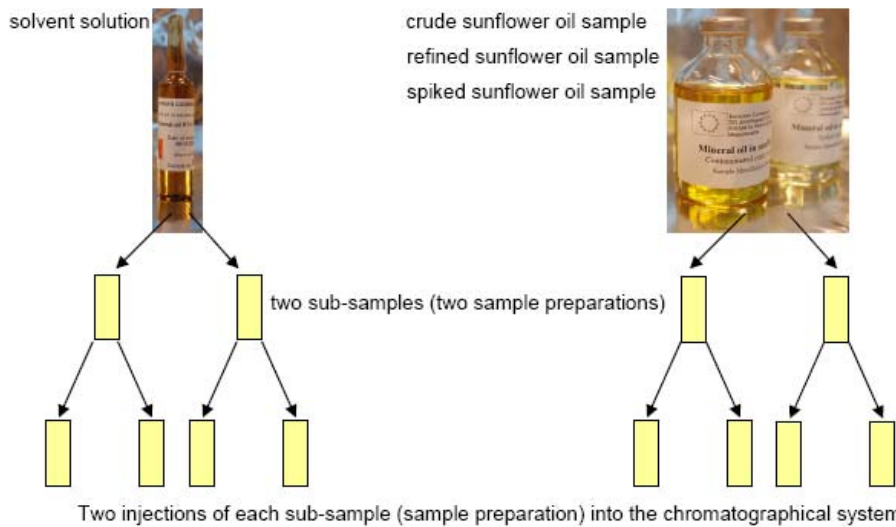 solvent solution
crude sunflower oil sample
refined sunflower oil sample
spiked sunflower oil sample
Mineral oil in
Contaminated
two sub-samples (two sample preparations)
Two injections of each sub-sample (sample preparation) into the chromatographical system